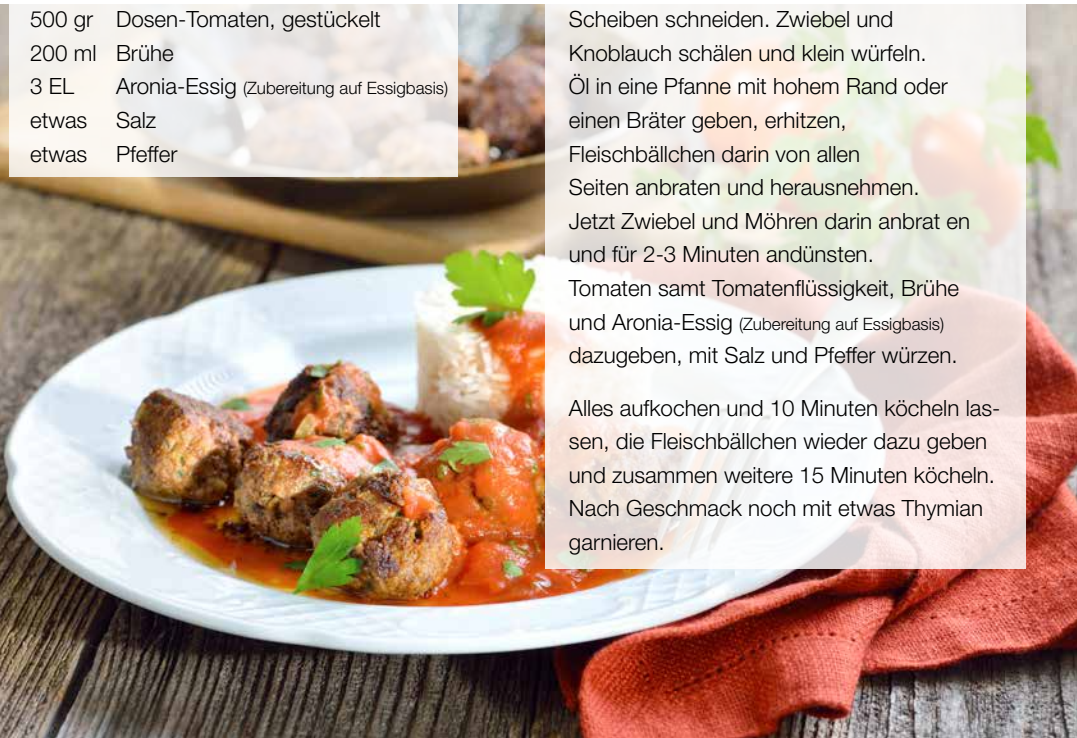 500 gr Dosen-Tomaten, gestückelt
200 ml Brühe
3 EL Aronia-Essig (Zubereitung auf Essigbasis)
etwas Salz
etwas Pfeffer
Scheiben schneiden. Zwiebel und
Knoblauch schälen und klein würfeln.
Öl in eine Pfanne mit hohem Rand oder
einen Bräter geben, erhitzen,
Fleischbällchen darin von allen
Seiten anbraten und herausnehmen.
Jetzt Zwiebel und Möhren darin anbrat en
und für 2-3 Minuten andünsten.
Tomaten samt Tomatenflüssigkeit, Brühe
und Aronia-Essig (Zubereitung auf Essigbasis)
dazugeben, mit Salz und Pfeffer würzen.
Alles aufkochen und 10 Minuten köcheln las-
sen, die Fleischbällchen wieder dazu geben
und zusammen weitere 15 Minuten köcheln.
Nach Geschmack noch mit etwas Thymian
garnieren.